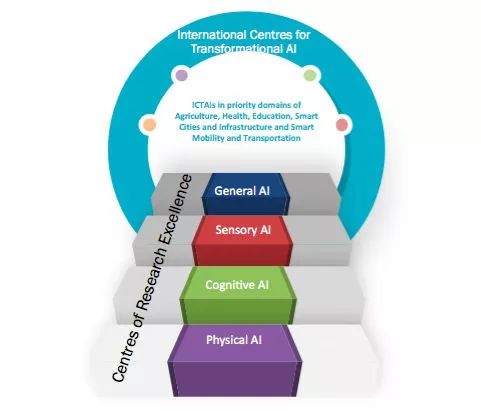 International Centres for
Transformational AI
ICTAIs in priority domains of
Agriculture, Health, Education, Smart
Cities and Infrastructure and Smart
Mobility and Transportation
General AI
Sensory AI
Cognitive AI
Physical AI
Centres of Research Excellence